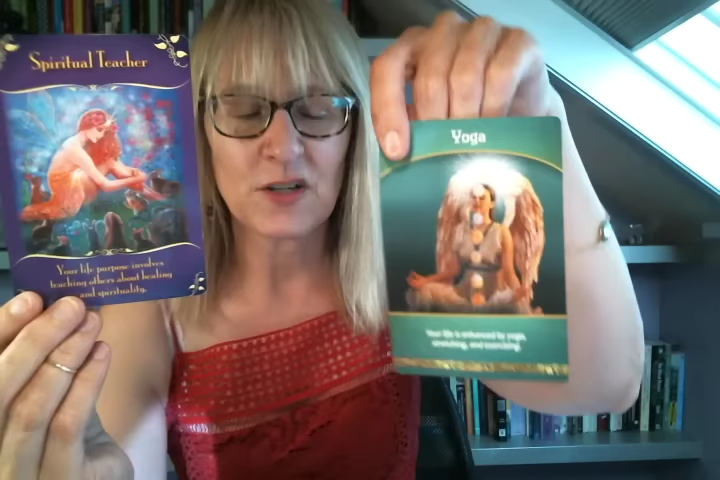 Spiritual Teacher
Your life purpose involves
teaching others about healing
and spirituality.
Yoga
Your life is enhanced by yoga,
stretching, and exercising.